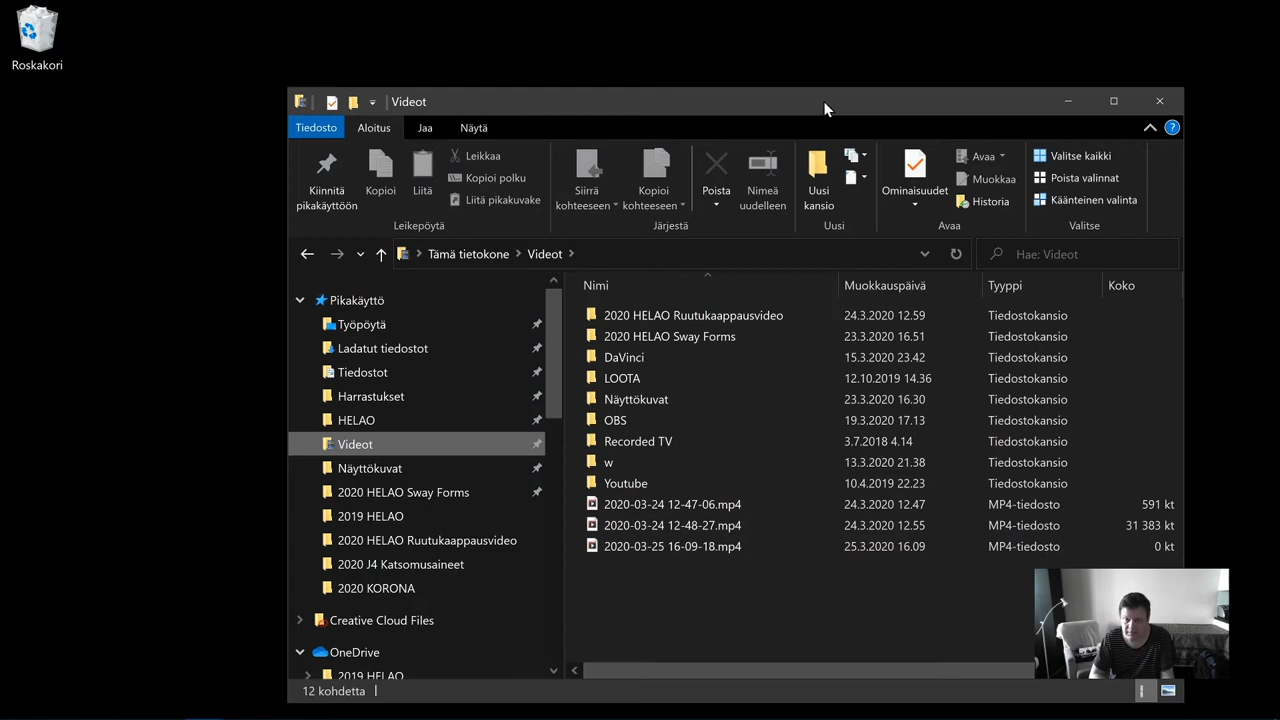 Roskakori
Videot
Tiedosto Aloitus Jaa Näytä
Kiinnitä pikakäyttöön
Kopioi
Liitä
Leikkaa
Kopioi polku
Liitä pikakuvake
Leikepöytä
Siirrä kohteeseen
Kopioi kohteeseen
Poista
Nimeä uudelleen
Järjestä
Uusi kansio
Uusi
Ominaisuudet
Avaa
Muokkaa
Historia
Avaa
Valitse kaikki
Poista valinnat
Käänteinen valinta
Valitse
Tämä tietokone Videot
Hae: Videot
Pikakäyttö
Työpöytä
Ladatut tiedostot
Tiedostot
Harrastukset
HELAO
Videot
Näyttökuvat
2020 HELAO Sway Forms
2019 HELAO
2020 HELAO Ruutukaappausvideo
2020 J4 Katsomusaineet
2020 KORONA
Creative Cloud Files
OneDrive
2019 HELAO
Nimi Muokkauspäivä Tyyppi Koko
2020 HELAO Ruutukaappausvideo 24.3.2020 12.59 Tiedostokansio
2020 HELAO Sway Forms 23.3.2020 16.51 Tiedostokansio
DaVinci 15.3.2020 23.42 Tiedostokansio
LOOTA 12.10.2019 14.36 Tiedostokansio
Näyttökuvat 23.3.2020 16.30 Tiedostokansio
OBS 19.3.2020 17.13 Tiedostokansio
Recorded TV 3.7.2018 4.14 Tiedostokansio
w 13.3.2020 21.38 Tiedostokansio
Youtube 10.4.2019 22.23 Tiedostokansio
2020-03-24 12-47-06.mp4 24.3.2020 12.47 MP4-tiedosto 591 kt
2020-03-24 12-48-27.mp4 24.3.2020 12.55 MP4-tiedosto 31 383 kt
2020-03-25 16-09-18.mp4 25.3.2020 16.09 MP4-tiedosto 0 kt
12 kohdetta